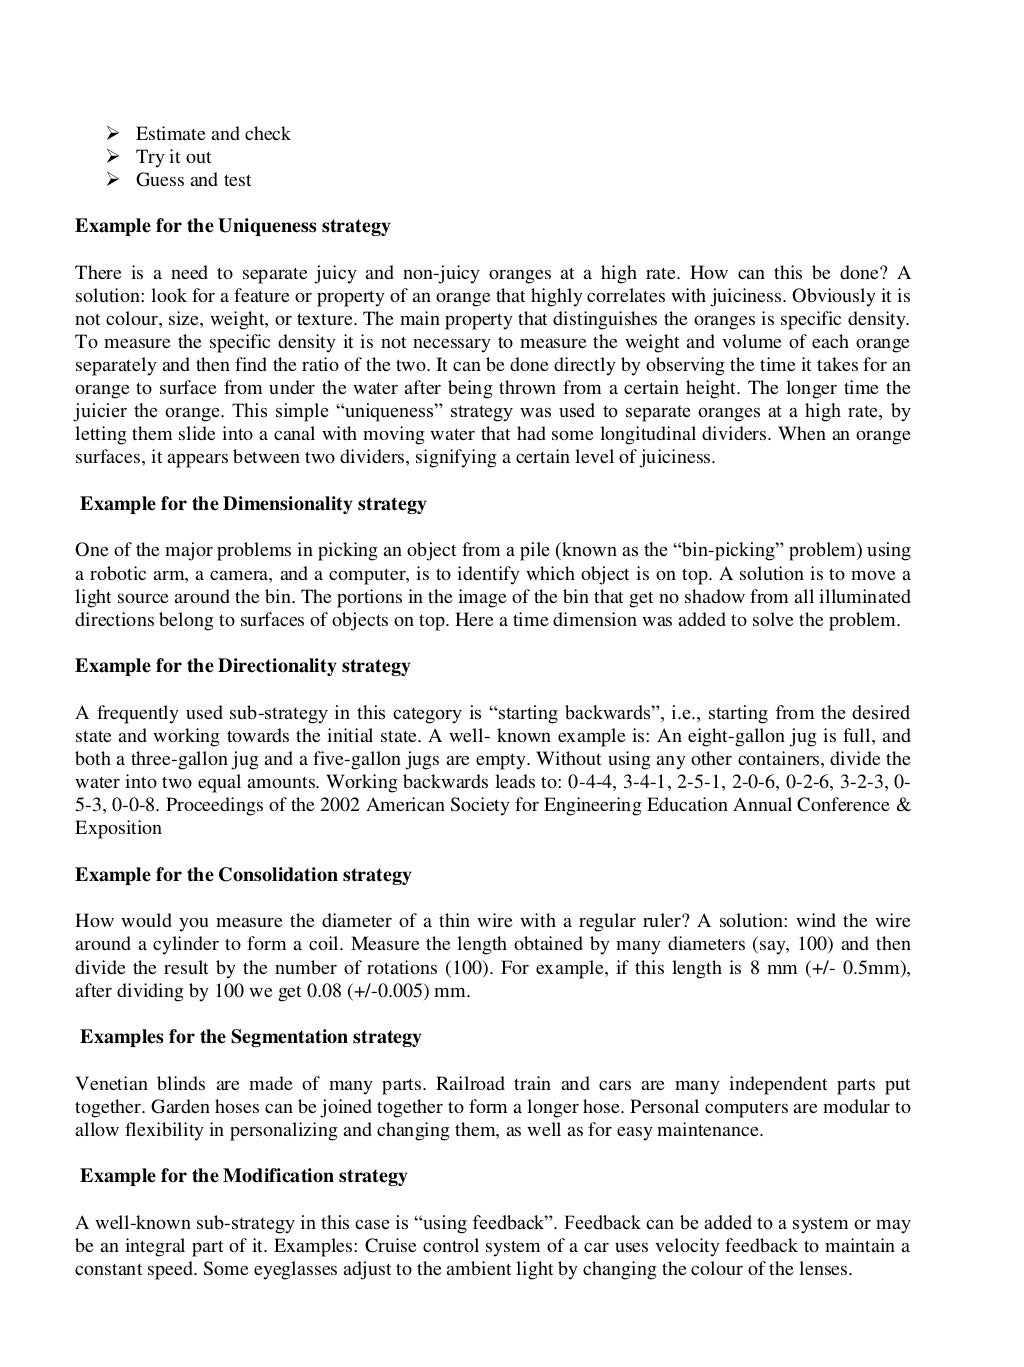 ➢ Estimate and check
➢ Try it out
➢ Guess and test
Example for the Uniqueness strategy
There is a need to separate juicy and non-juicy oranges at a high rate. How can this be done? A
solution: look for a feature or property of an orange that highly correlates with juiciness. Obviously it is
not colour, size, weight, or texture. The main property that distinguishes the oranges is specific density.
To measure the specific density it is not necessary to measure the weight and volume of each orange
separately and then find the ratio of the two. It can be done directly by observing the time it takes for an
orange to surface from under the water after being thrown from a certain height. The longer time the
juicier the orange. This simple “uniqueness” strategy was used to separate oranges at a high rate, by
letting them slide into a canal with moving water that had some longitudinal dividers. When an orange
surfaces, it appears between two dividers, signifying a certain level of juiciness.
Example for the Dimensionality strategy
One of the major problems in picking an object from a pile (known as the “bin-picking” problem) using
a robotic arm, a camera, and a computer, is to identify which object is on top. A solution is to move a
light source around the bin. The portions in the image of the bin that get no shadow from all illuminated
directions belong to surfaces of objects on top. Here a time dimension was added to solve the problem.
Example for the Directionality strategy
A frequently used sub-strategy in this category is “starting backwards”, i.e., starting from the desired
state and working towards the initial state. A well- known example is: An eight-gallon jug is full, and
both a three-gallon jug and a five-gallon jugs are empty. Without using any other containers, divide the
water into two equal amounts. Working backwards leads to: 0-4-4, 3-4-1, 2-5-1, 2-0-6, 0-2-6, 3-2-3, 0-
5-3, 0-0-8. Proceedings of the 2002 American Society for Engineering Education Annual Conference &
Exposition
Example for the Consolidation strategy
How would you measure the diameter of a thin wire with a regular ruler? A solution: wind the wire
around a cylinder to form a coil. Measure the length obtained by many diameters (say, 100) and then
divide the result by the number of rotations (100). For example, if this length is 8 mm (+/- 0.5mm),
after dividing by 100 we get 0.08 (+/-0.005) mm.
Examples for the Segmentation strategy
Venetian blinds are made of many parts. Railroad train and cars are many independent parts put
together. Garden hoses can be joined together to form a longer hose. Personal computers are modular to
allow flexibility in personalizing and changing them, as well as for easy maintenance.
Example for the Modification strategy
A well-known sub-strategy in this case is “using feedback”. Feedback can be added to a system or may
be an integral part of it. Examples: Cruise control system of a car uses velocity feedback to maintain a
constant speed. Some eyeglasses adjust to the ambient light by changing the colour of the lenses.